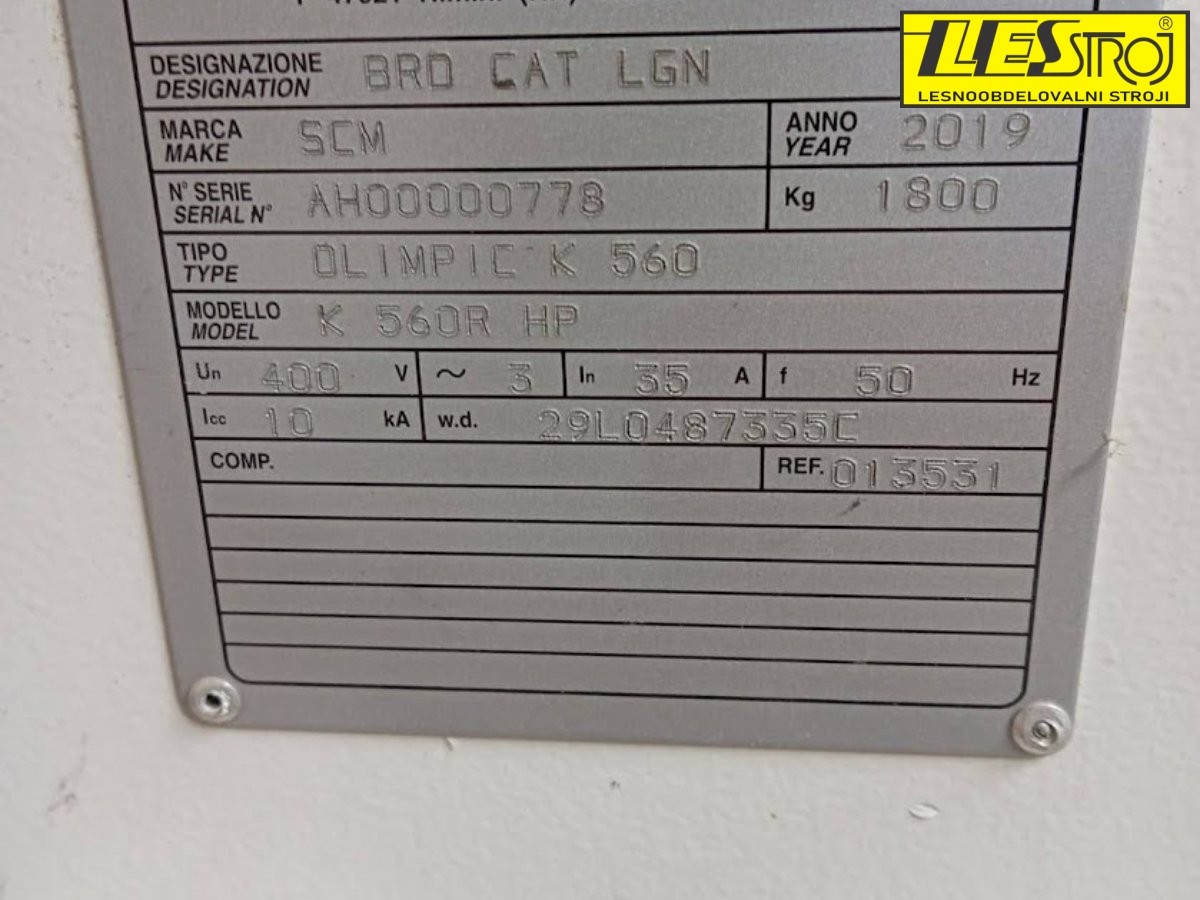 DESIGNAZIONE BRD CAT LGN
DESIGNATION
MARCA SCM ANNO 2019
MAKE YEAR
N° SERIE AH00000778 Kg 1800
SERIAL N°
TIPO OLIMPIC K 560
TYPE
MODELLO K 560R HP
MODEL
Un 400 V ~ 3 In 35 A f 50 Hz
Icc 10 kA w.d. 29L0487335C
COMP. REF. 013531
LESTROJ®
LESNOOBDELOVALNI STROJI